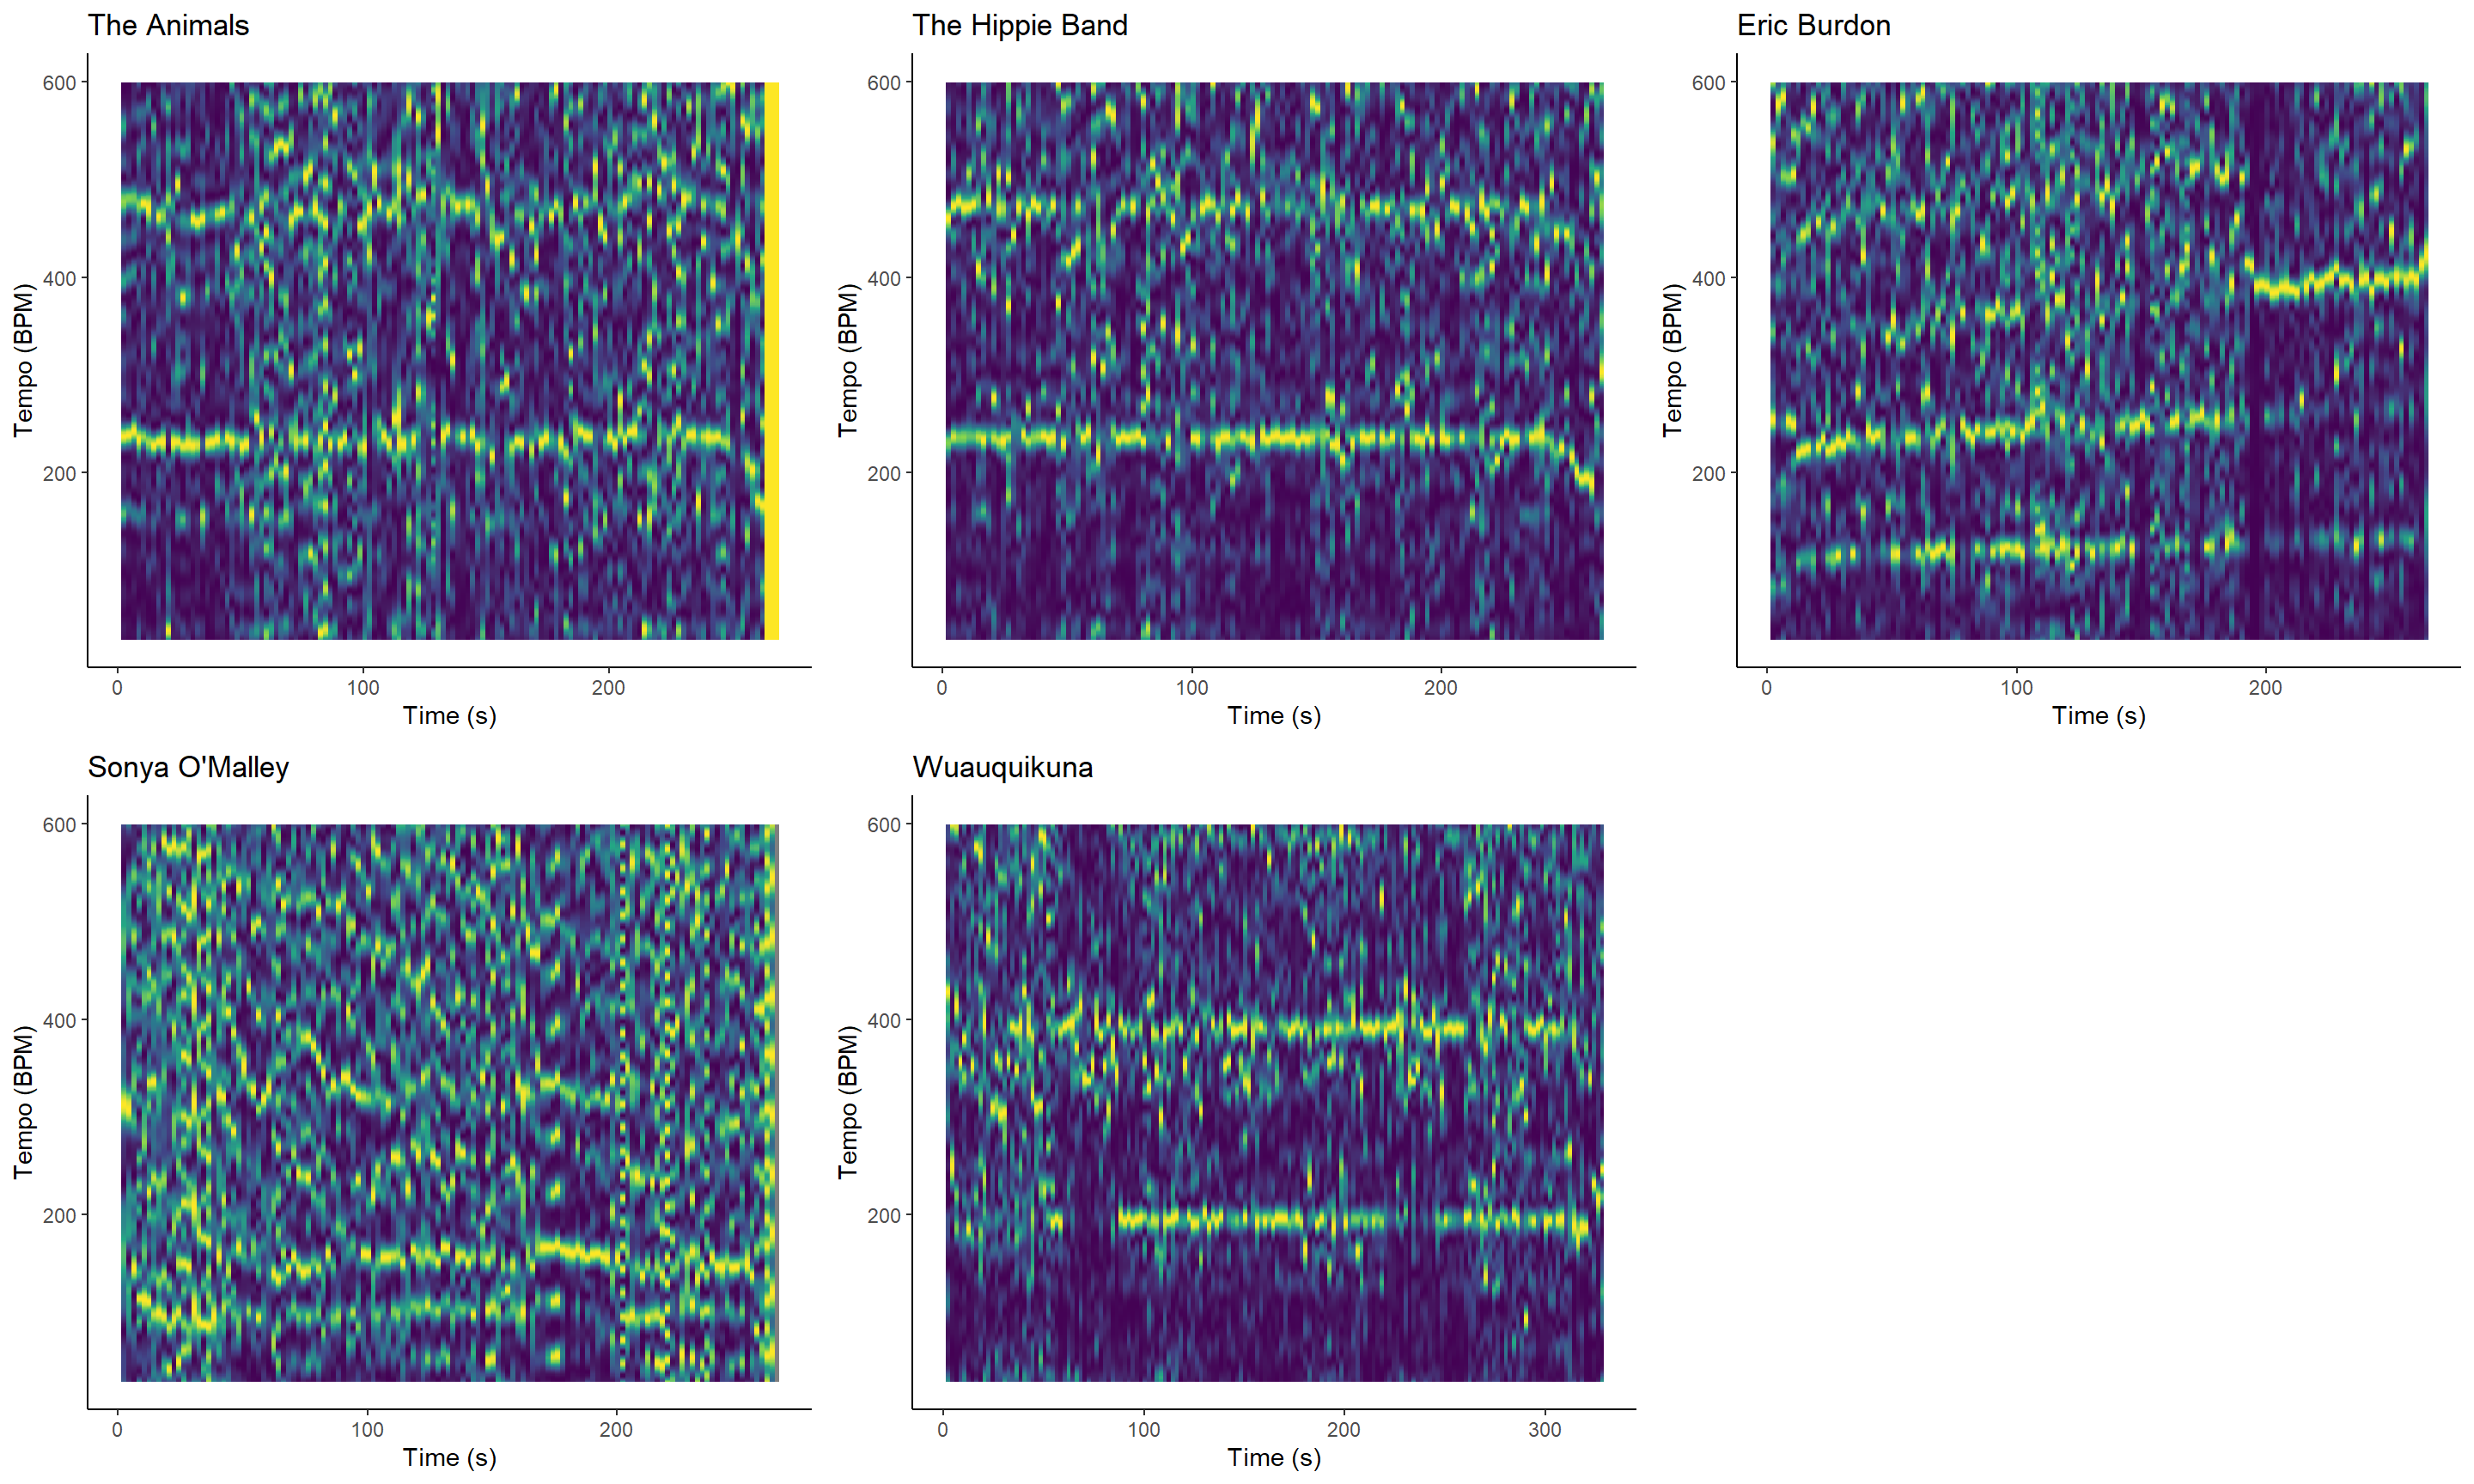 The Animals
600
400
200
Tempo (BPM)
0 100 200
Time (s)
The Hippie Band
600
400
200
Tempo (BPM)
0 100 200
Time (s)
Eric Burdon
600
400
200
Tempo (BPM)
0 100 200
Time (s)
Sonya O'Malley
600
400
200
Tempo (BPM)
0 100 200
Time (s)
Wuauquikuna
600
400
200
Tempo (BPM)
0 100 200 300
Time (s)